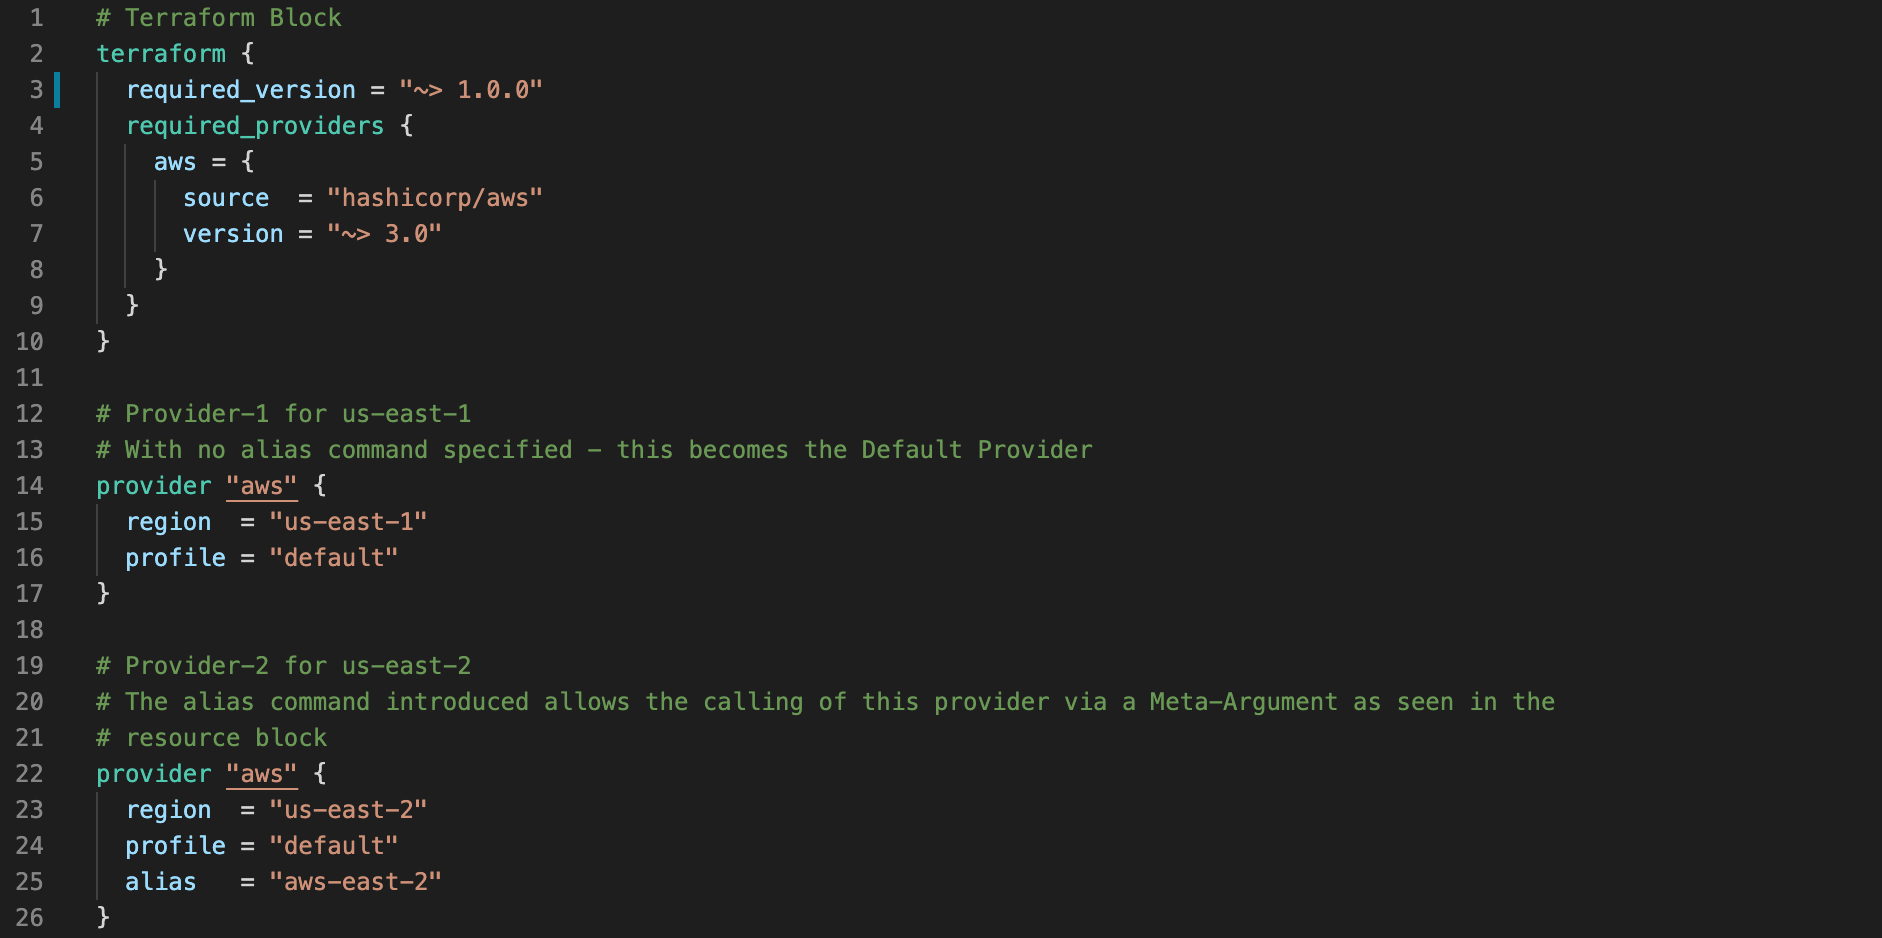 1 # Terraform Block
2 terraform {
3   required_version = "~> 1.0.0"
4   required_providers {
5     aws = {
6       source  = "hashicorp/aws"
7       version = "~> 3.0"
8     }
9   }
10 }
11
12 # Provider-1 for us-east-1
13 # With no alias command specified - this becomes the Default Provider
14 provider "aws" {
15   region  = "us-east-1"
16   profile = "default"
17 }
18
19 # Provider-2 for us-east-2
20 # The alias command introduced allows the calling of this provider via a Meta-Argument as seen in the
21 # resource block
22 provider "aws" {
23   region  = "us-east-2"
24   profile = "default"
25   alias   = "aws-east-2"
26 }